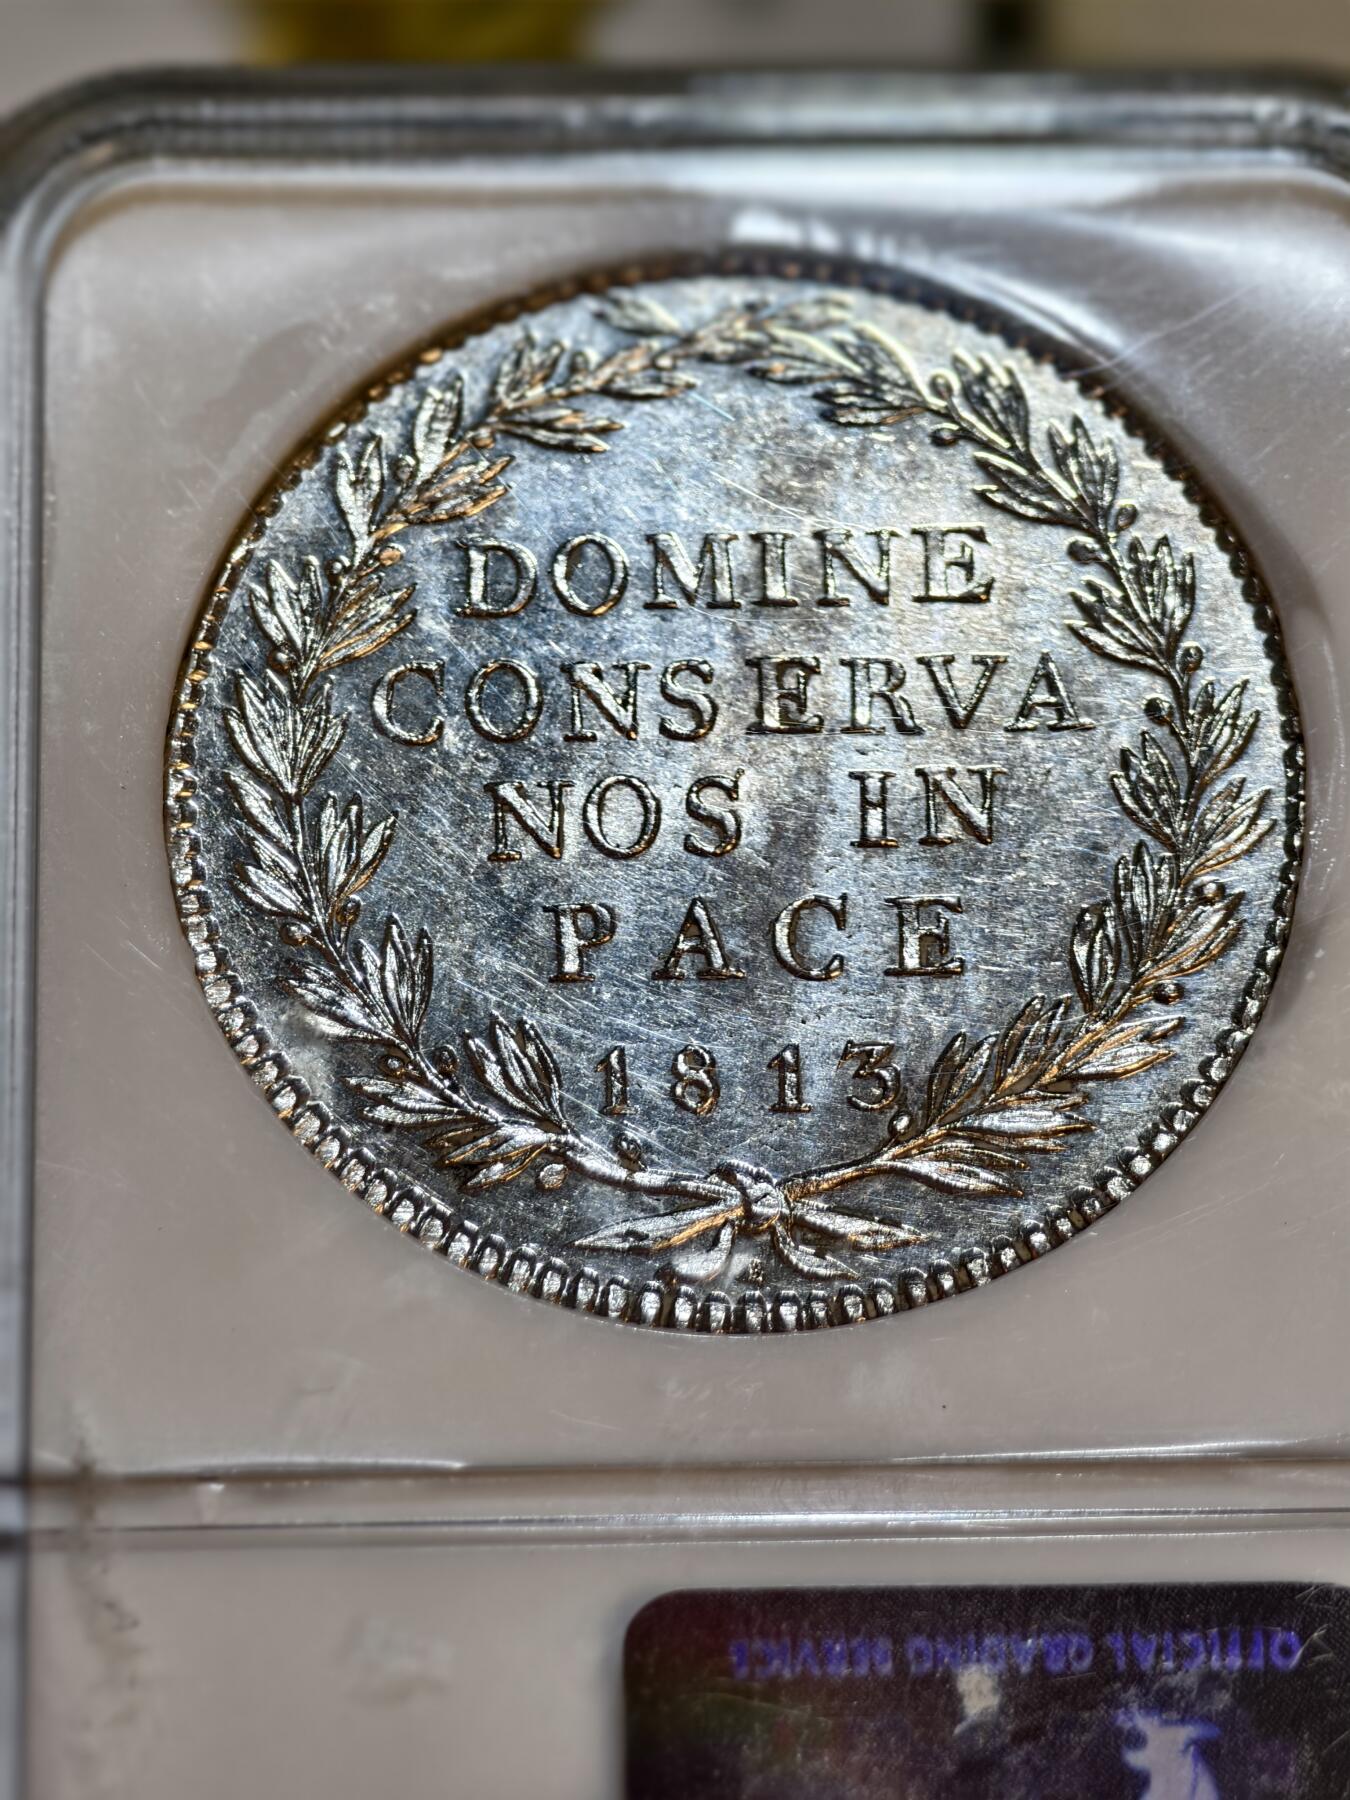 DOMINE
CONSERVA
NOS IN
PACE
1813
OFFICIAL GRADING SERVICE